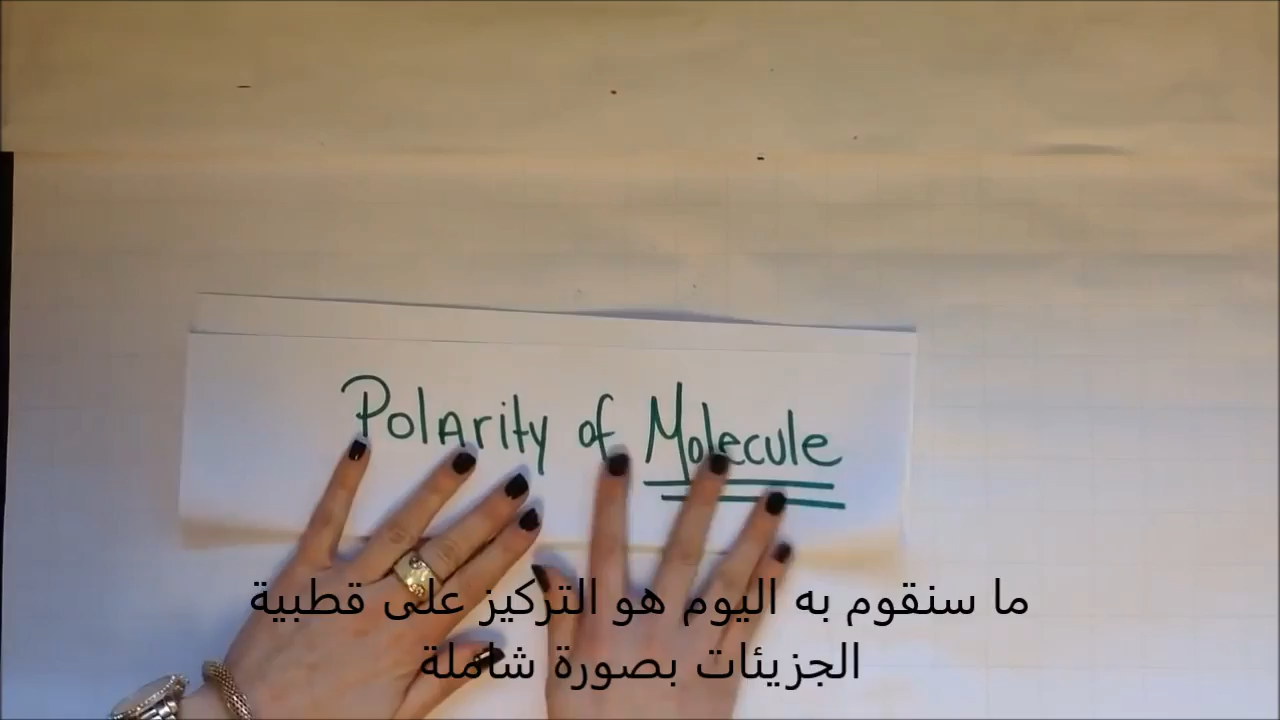 Polarity of Molecule
ما سنقوم به اليوم هو التركيز على قطبية
الجزيئات بصورة شاملة